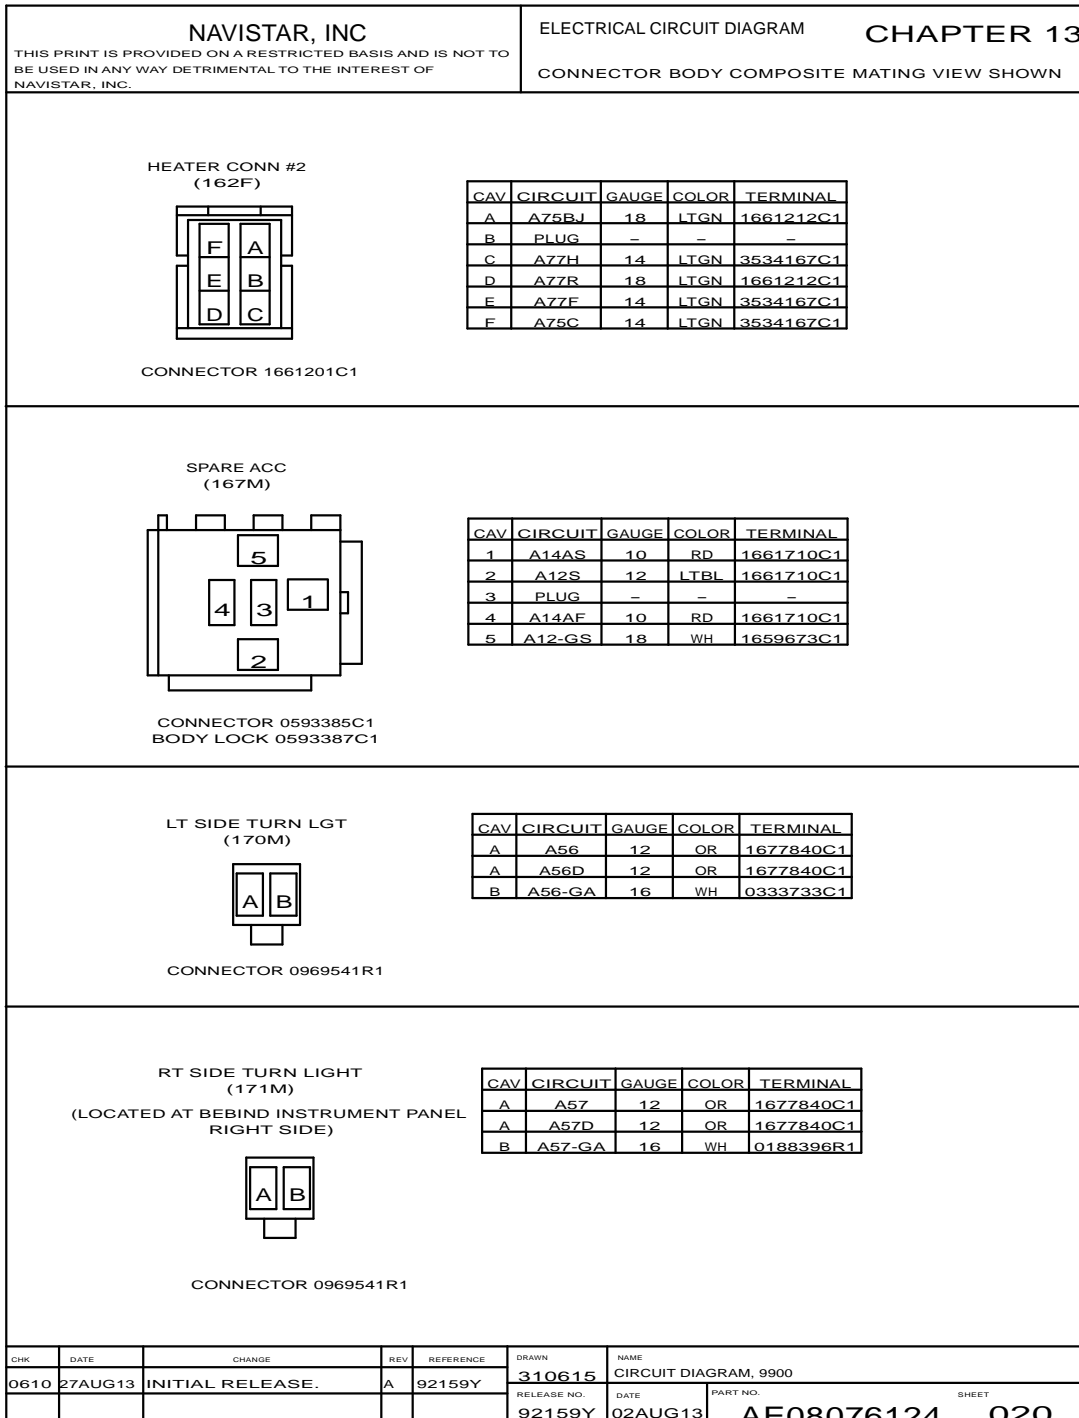 NAVISTAR, INC
THIS PRINT IS PROVIDED ON A RESTRICTED BASIS AND IS NOT TO
BE USED IN ANY WAY DETRIMENTAL TO THE INTEREST OF
NAVISTAR, INC.
ELECTRICAL CIRCUIT DIAGRAM CHAPTER 13
CONNECTOR BODY COMPOSITE MATING VIEW SHOWN
HEATER CONN #2
(162F)
F A
E B
D C
CONNECTOR 1661201C1
CAV CIRCUIT GAUGE COLOR TERMINAL
A A75BJ 18 LTGN 1661212C1
B PLUG – – –
C A77H 14 LTGN 3534167C1
D A77R 18 LTGN 1661212C1
E A77F 14 LTGN 3534167C1
F A75C 14 LTGN 3534167C1
SPARE ACC
(167M)
5
4 3 1
2
CONNECTOR 0593385C1
BODY LOCK 0593387C1
CAV CIRCUIT GAUGE COLOR TERMINAL
1 A14AS 10 RD 1661710C1
2 A12S 12 LTBL 1661710C1
3 PLUG – – –
4 A14AF 10 RD 1661710C1
5 A12-GS 18 WH 1659673C1
LT SIDE TURN LGT
(170M)
A B
CONNECTOR 0969541R1
CAV CIRCUIT GAUGE COLOR TERMINAL
A A56 12 OR 1677840C1
A A56D 12 OR 1677840C1
B A56-GA 16 WH 0333733C1
RT SIDE TURN LIGHT
(171M)
(LOCATED AT BEBIND INSTRUMENT PANEL
RIGHT SIDE)
A B
CONNECTOR 0969541R1
CAV CIRCUIT GAUGE COLOR TERMINAL
A A57 12 OR 1677840C1
A A57D 12 OR 1677840C1
B A57-GA 16 WH 0188396R1
CHK DATE CHANGE REV REFERENCE
0610 27AUG13 INITIAL RELEASE. A 92159Y
DRAWN
310615
NAME
CIRCUIT DIAGRAM, 9900
RELEASE NO.
92159Y
DATE
02AUG13
PART NO.
AE08076124
SHEET
020